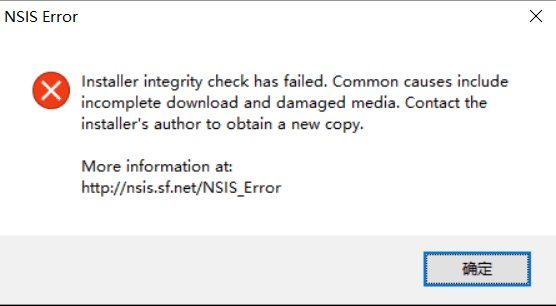 NSIS Error
Installer integrity check has failed. Common causes include
incomplete download and damaged media. Contact the
installer's author to obtain a new copy.
More information at:
http://nsis.sf.net/NSIS_Error
确定